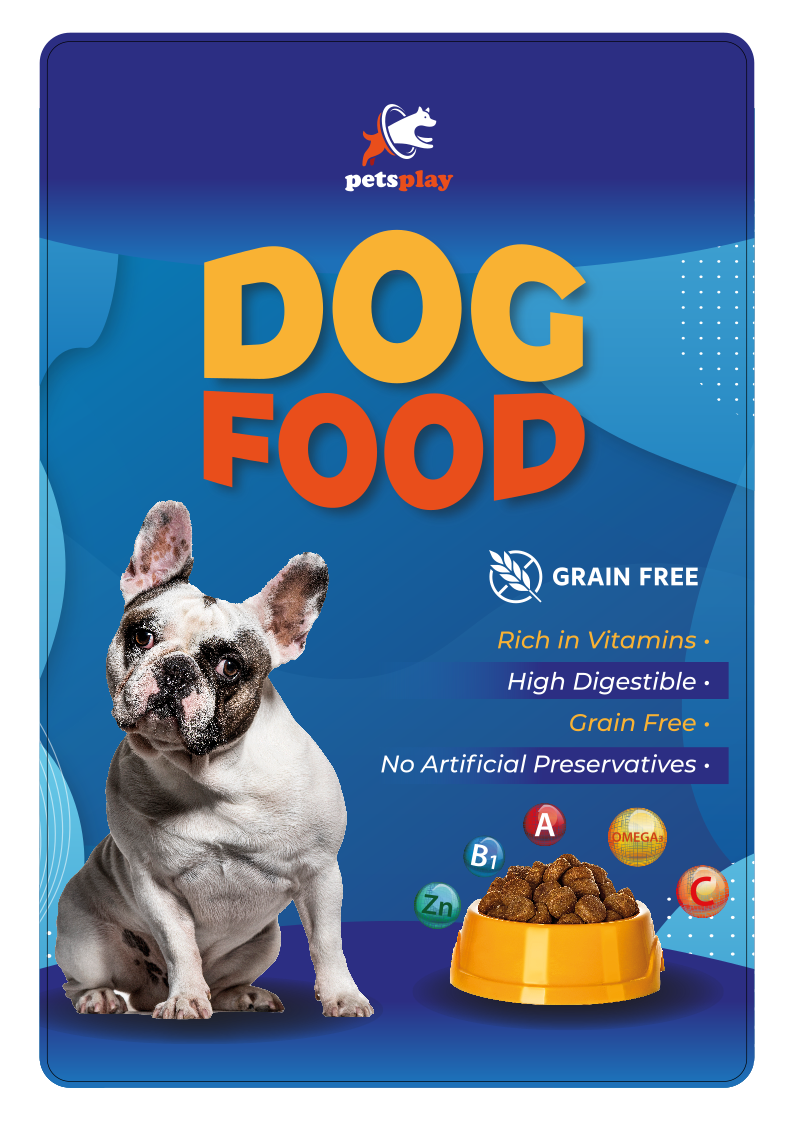 petsplay
DOG
FOOD
GRAIN FREE
Rich in Vitamins •
High Digestible •
Grain Free •
No Artificial Preservatives •
A
OMEGA3
B1
C
Zn